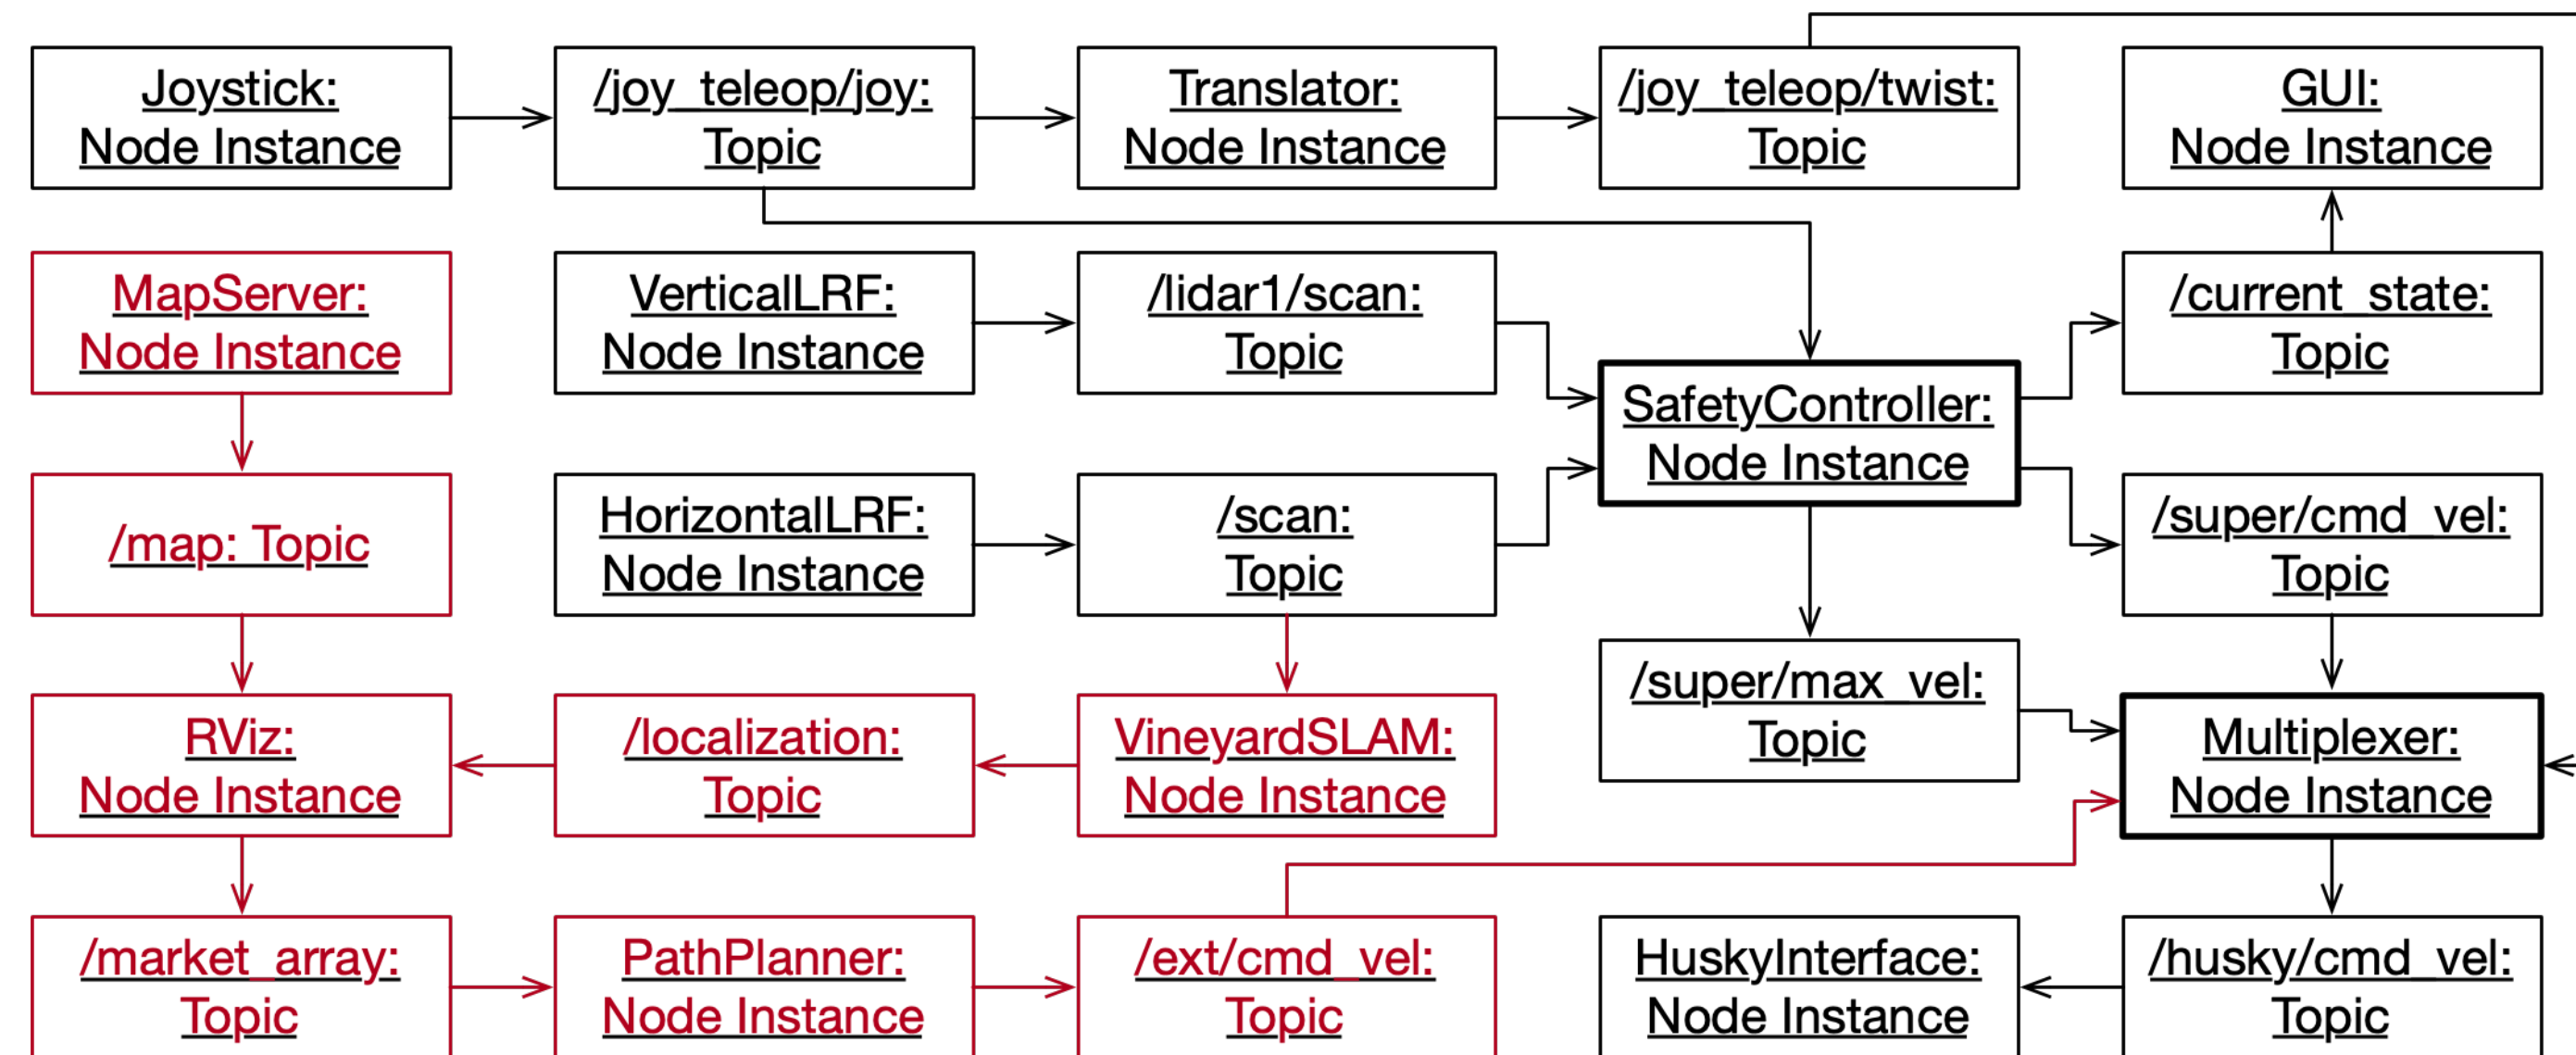 Joystick:
Node Instance
/joy_teleop/joy:
Topic
Translator:
Node Instance
/joy_teleop/twist:
Topic
GUI:
Node Instance
MapServer:
Node Instance
VerticalLRF:
Node Instance
/lidar1/scan:
Topic
SafetyController:
Node Instance
/current_state:
Topic
/map: Topic
HorizontalLRF:
Node Instance
/scan:
Topic
/super/cmd_vel:
Topic
RViz:
Node Instance
/localization:
Topic
VineyardSLAM:
Node Instance
/super/max_vel:
Topic
Multiplexer:
Node Instance
/market_array:
Topic
PathPlanner:
Node Instance
/ext/cmd_vel:
Topic
HuskyInterface:
Node Instance
/husky/cmd_vel:
Topic